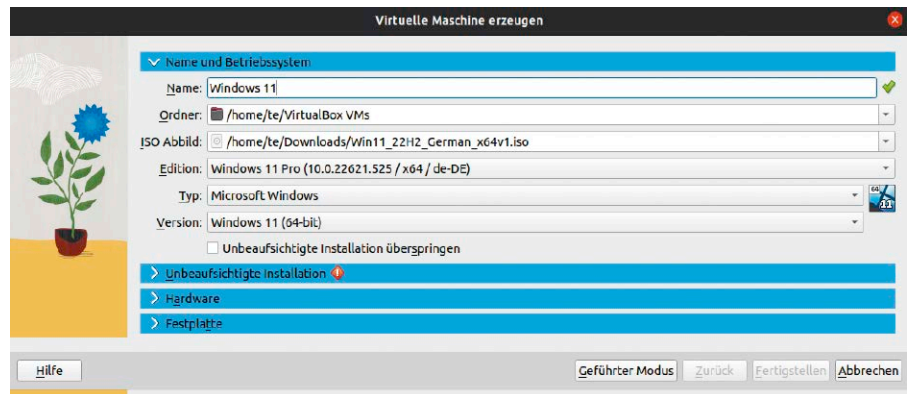 Virtuelle Maschine erzeugen
Name und Betriebssystem
Name: Windows 11
Ordner: /home/te/VirtualBox VMs
ISO Abbild: /home/te/Downloads/Win11_22H2_German_x64v1.iso
Edition: Windows 11 Pro (10.0.22621.525 / x64 / de-DE)
Typ: Microsoft Windows
64
11
Version: Windows 11 (64-bit)
Unbeaufsichtigte Installation überspringen
Unbeaufsichtigte Installation
Hardware
Festplatte
Hilfe
Geführter Modus Zurück Fertigstellen Abbrechen